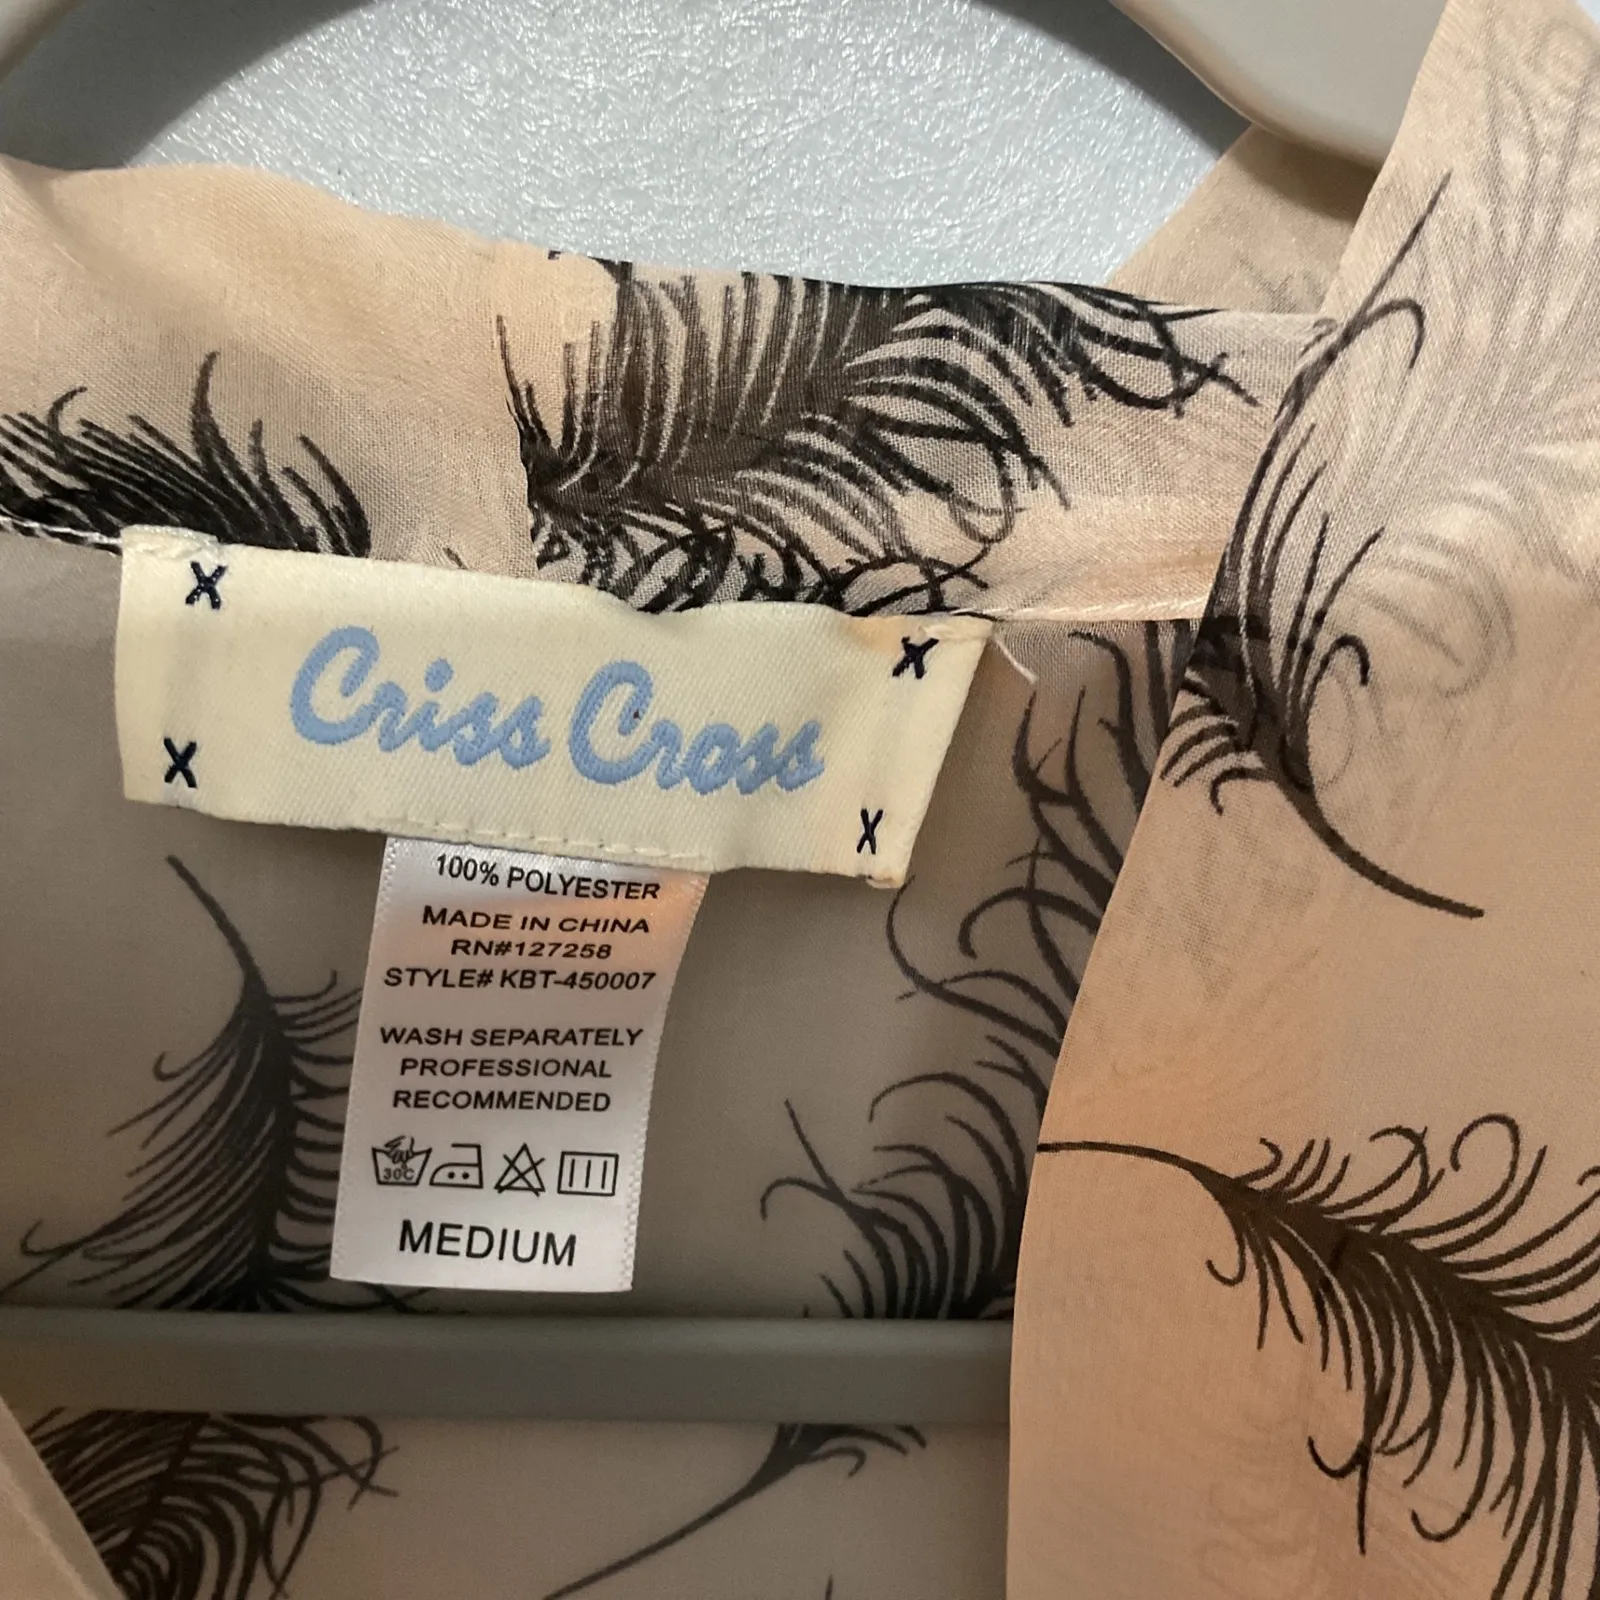 Criss Cross
100% POLYESTER
MADE IN CHINA
RN#127258
STYLE# KBT-450007
WASH SEPARATELY
PROFESSIONAL
RECOMMENDED
30C
MEDIUM